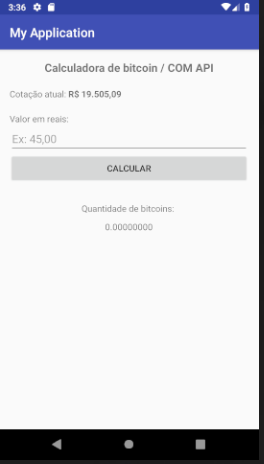 3:36
My Application
Calculadora de bitcoin / COM API
Cotação atual: R$ 19.505,09
Valor em reais:
Ex: 45,00
CALCULAR
Quantidade de bitcoins:
0.00000000